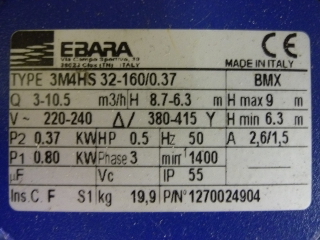 EBARA
Via Campo Sportivo, 30
38023 Cles (TN) ITALY
CE
MADE IN ITALY
TYPE 3M4HS 32-160/0.37 BMX
Q 3-10.5 m3/h H 8.7-6.3 m H max 9 m
V~ 220-240 Δ/ 380-415 Y H min 6.3 m
P2 0.37 KW HP 0.5 Hz 50 A 2,6/1,5
P1 0.80 KW Phase 3 min¹ 1400
µF Vc IP 55
Ins.C. F S1 kg 19,9 P/N° 1270024904